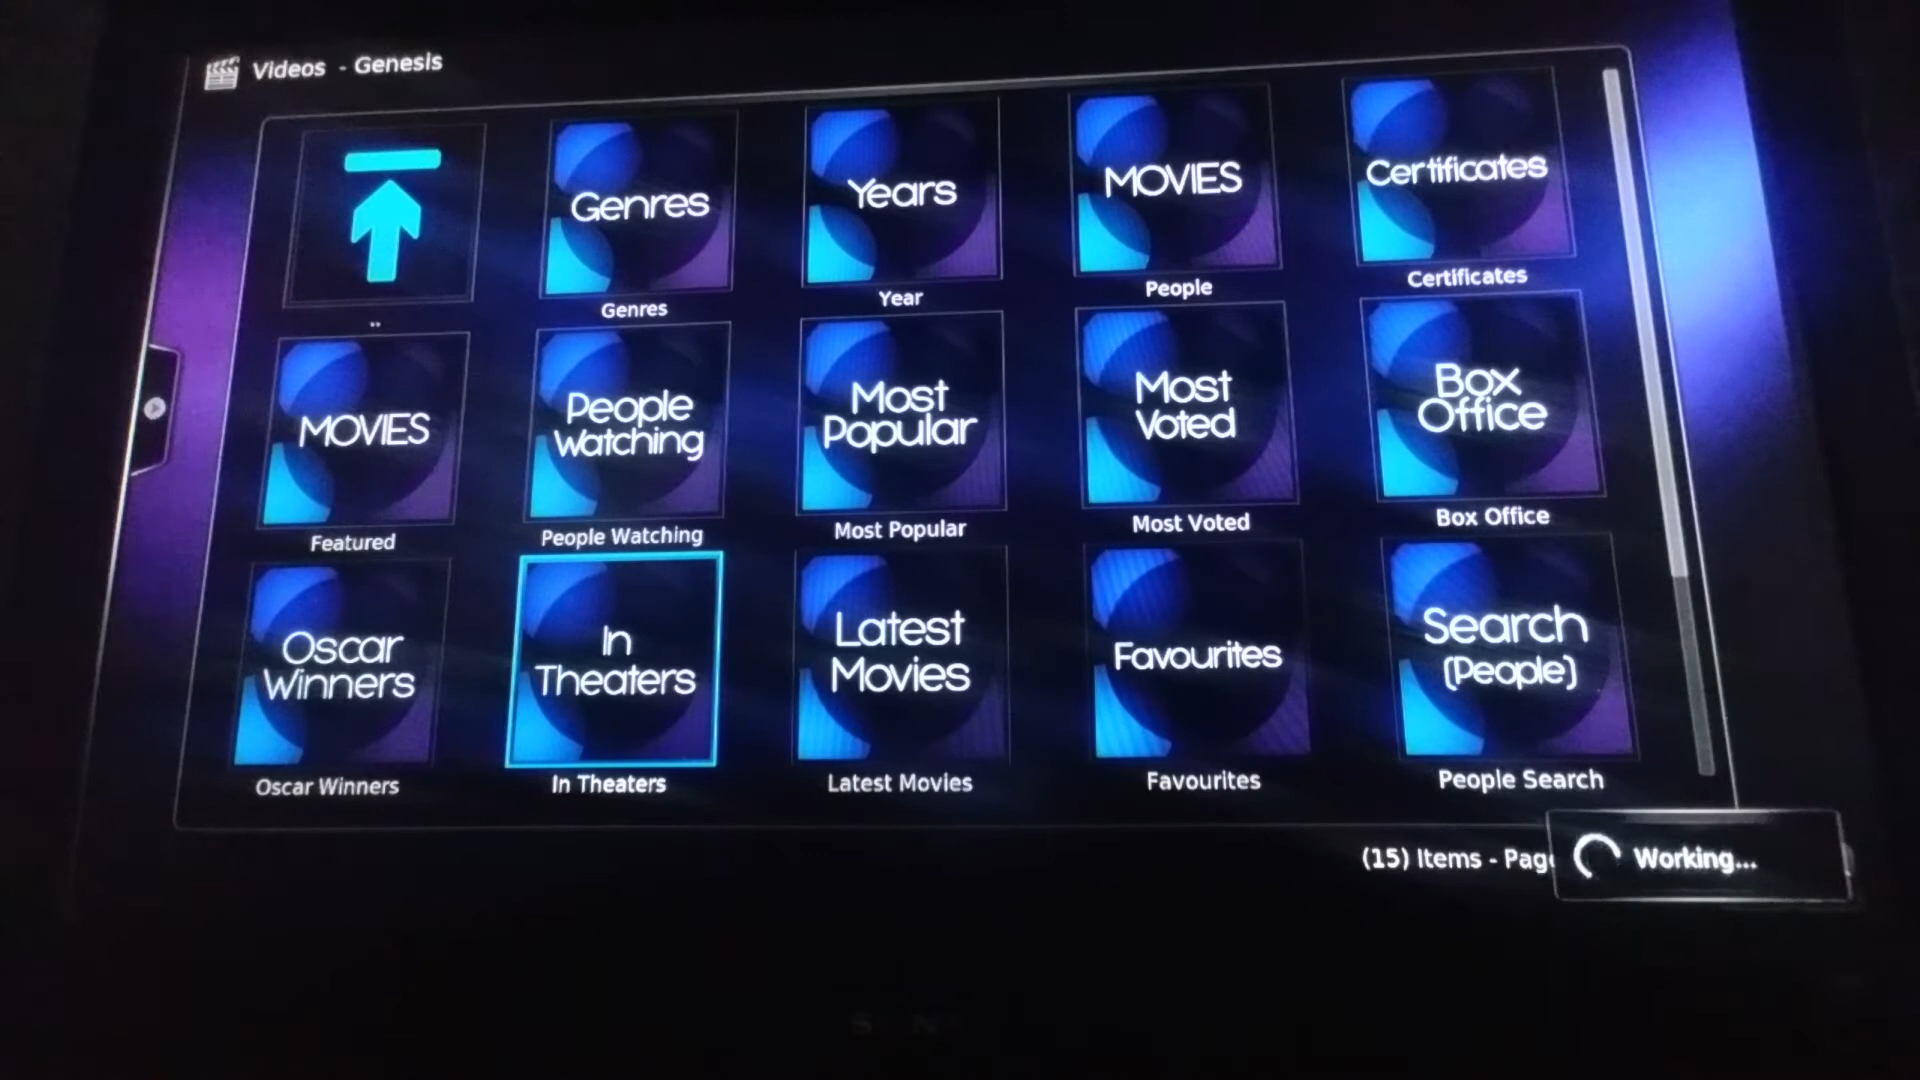 Videos - Genesis
Genres
Years
MOVIES
Certificates
..
Genres
Year
People
Certificates
MOVIES
People
Watching
Most
Popular
Most
Voted
Box
Office
Featured
People Watching
Most Popular
Most Voted
Box Office
Oscar
Winners
In
Theaters
Latest
Movies
Favourites
Search
(People)
Oscar Winners
In Theaters
Latest Movies
Favourites
People Search
(15) Items - Page
Working...